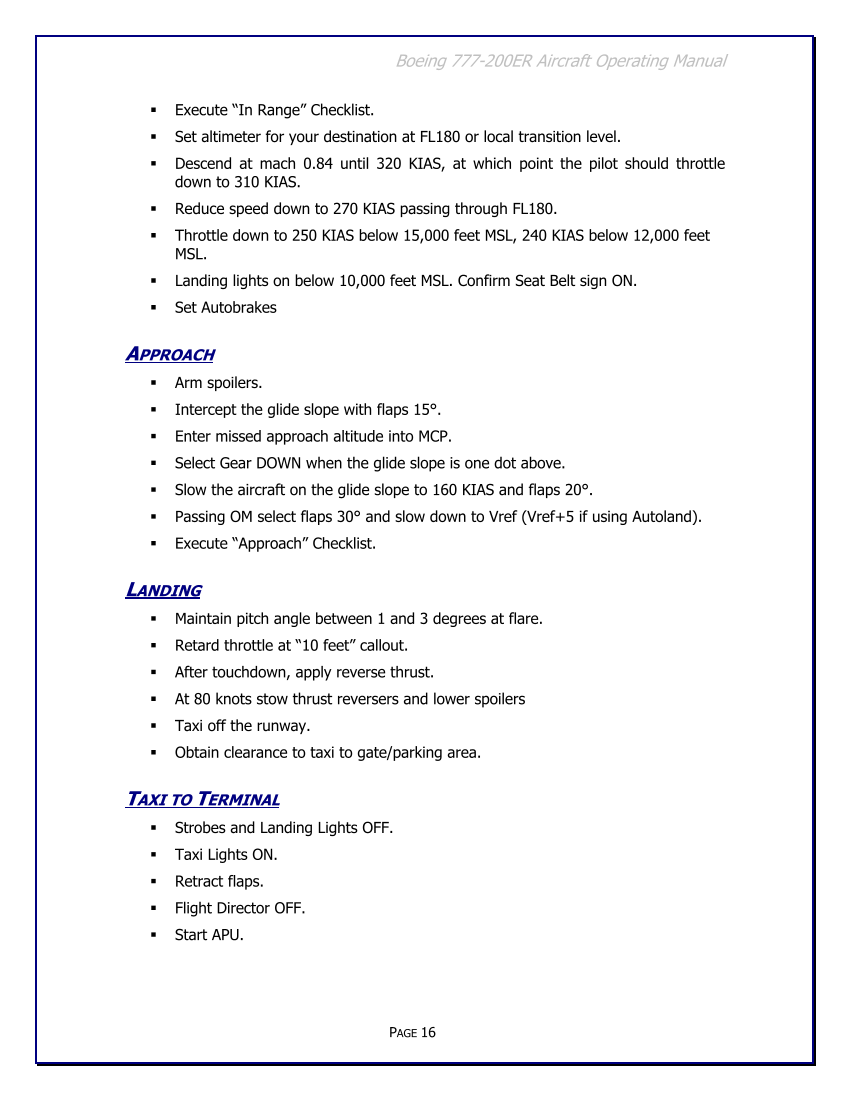 Boeing 777-200ER Aircraft Operating Manual
▪ Execute “In Range” Checklist.
▪ Set altimeter for your destination at FL180 or local transition level.
▪ Descend at mach 0.84 until 320 KIAS, at which point the pilot should throttle
down to 310 KIAS.
▪ Reduce speed down to 270 KIAS passing through FL180.
▪ Throttle down to 250 KIAS below 15,000 feet MSL, 240 KIAS below 12,000 feet
MSL.
▪ Landing lights on below 10,000 feet MSL. Confirm Seat Belt sign ON.
▪ Set Autobrakes
APPROACH
▪ Arm spoilers.
▪ Intercept the glide slope with flaps 15°.
▪ Enter missed approach altitude into MCP.
▪ Select Gear DOWN when the glide slope is one dot above.
▪ Slow the aircraft on the glide slope to 160 KIAS and flaps 20°.
▪ Passing OM select flaps 30° and slow down to Vref (Vref+5 if using Autoland).
▪ Execute “Approach” Checklist.
LANDING
▪ Maintain pitch angle between 1 and 3 degrees at flare.
▪ Retard throttle at “10 feet” callout.
▪ After touchdown, apply reverse thrust.
▪ At 80 knots stow thrust reversers and lower spoilers
▪ Taxi off the runway.
▪ Obtain clearance to taxi to gate/parking area.
TAXI TO TERMINAL
▪ Strobes and Landing Lights OFF.
▪ Taxi Lights ON.
▪ Retract flaps.
▪ Flight Director OFF.
▪ Start APU.
PAGE 16